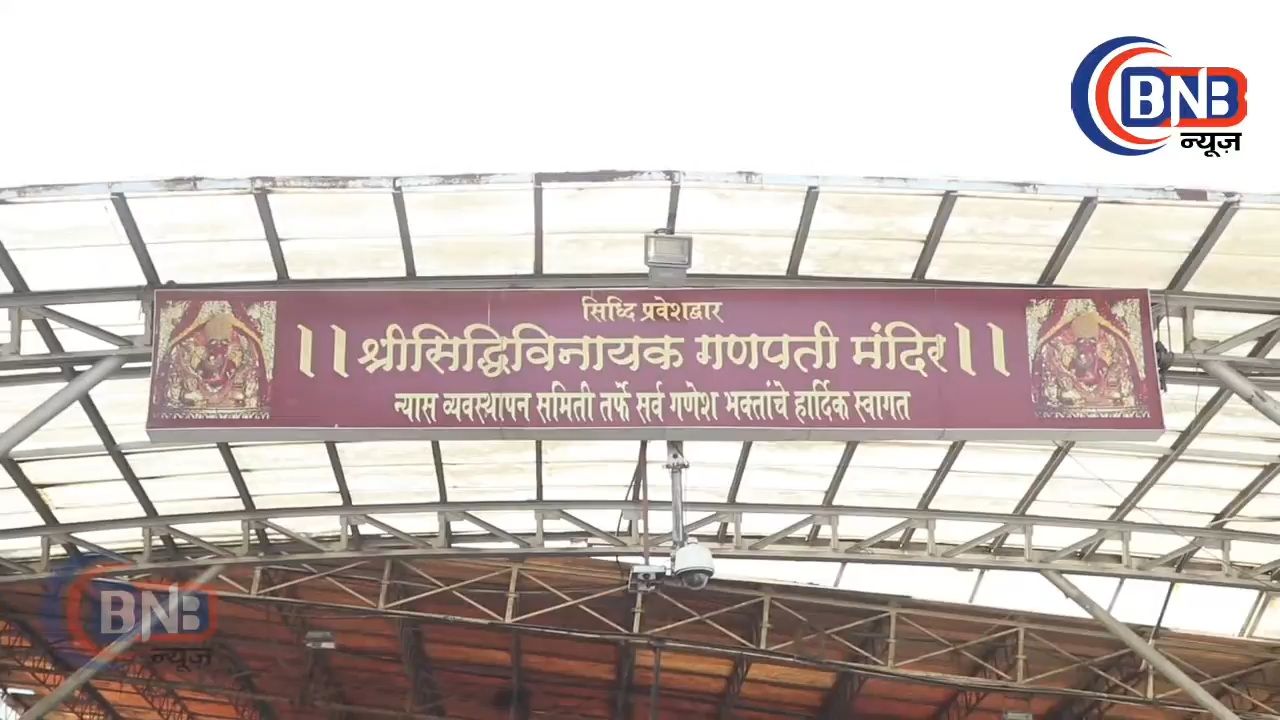 BNB
न्यूज़
सिध्दि प्रवेशद्वार
।।श्रीसिद्धिविनायक गणपती मंदिर।।
न्यास व्यवस्थापन समिती तर्फे सर्व गणेश भक्तांचे हार्दिक स्वागत
BNB
न्यूज़